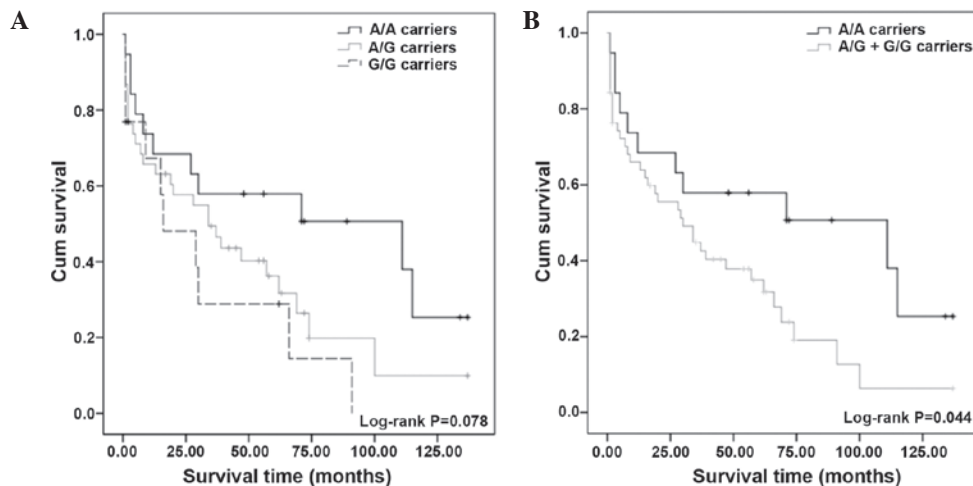 A
A/A carriers
A/G carriers
G/G carriers
Cum survival
1.0
0.8
0.6
0.4
0.2
0.0
Log-rank P=0.078
0.00 25.00 50.00 75.00 100.00 125.00
Survival time (months)
B
A/A carriers
A/G + G/G carriers
Cum survival
1.0
0.8
0.6
0.4
0.2
0.0
Log-rank P=0.044
0.00 25.00 50.00 75.00 100.00 125.00
Survival time (months)